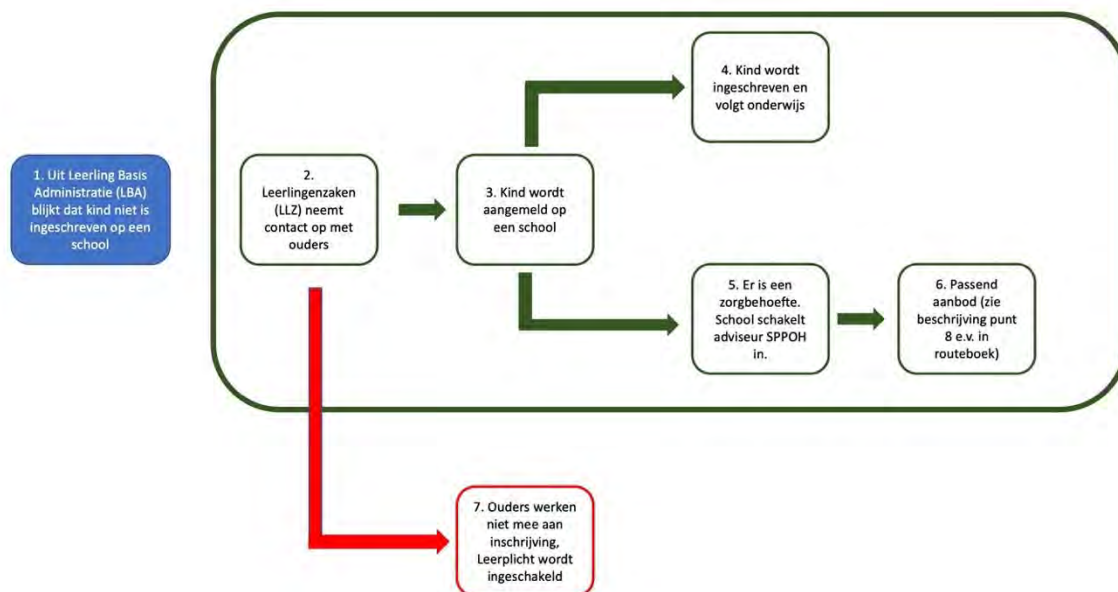 1. Uit Leerling Basis
Administratie (LBA)
blijkt dat kind niet is
ingeschreven op een
school
2.
Leerlingenzaken
(LLZ) neemt
contact op met
ouders
3. Kind wordt
aangemeld op
een school
4. Kind wordt
ingeschreven en
volgt onderwijs
5. Er is een
zorgbehoefte.
School schakelt
adviseur SPPOH
in.
6. Passend
aanbod (zie
beschrijving punt
8 e.v. in
routeboek)
7. Ouders werken
niet mee aan
inschrijving,
Leerplicht wordt
ingeschakeld